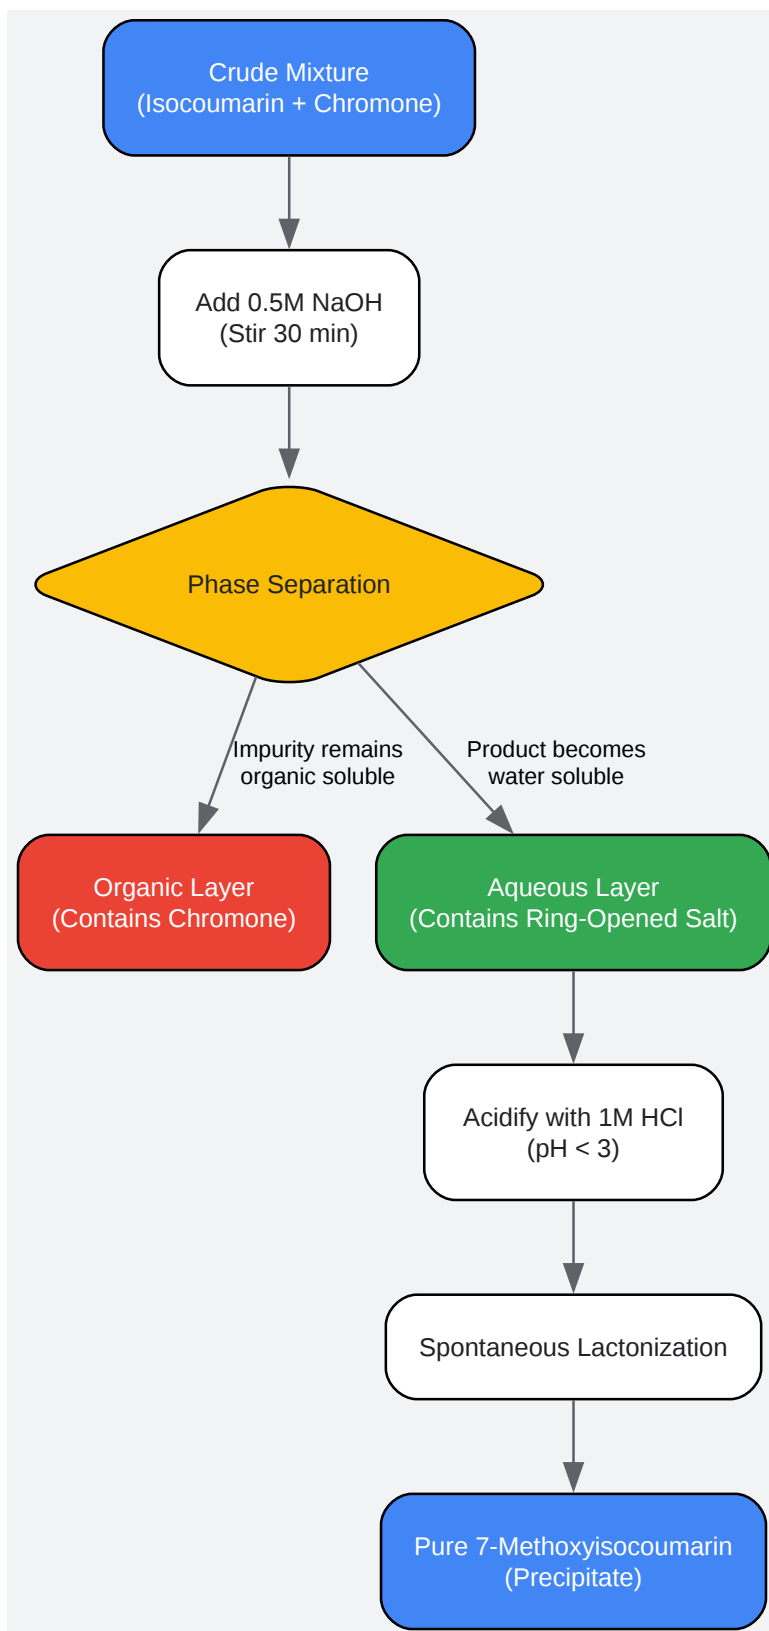 Crude Mixture
(Isocoumarin + Chromone)
Add 0.5M NaOH
(Stir 30 min)
Phase Separation
Impurity remains
organic soluble
Product becomes
water soluble
Organic Layer
(Contains Chromone)
Aqueous Layer
(Contains Ring-Opened Salt)
Acidify with 1M HCl
(pH < 3)
Spontaneous Lactonization
Pure 7-Methoxyisocoumarin
(Precipitate)